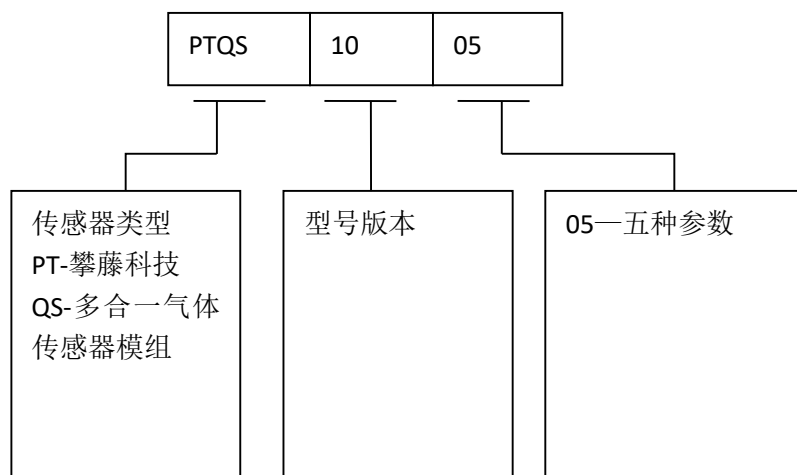 PTQS 10 05
传感器类型
PT-攀藤科技
QS-多合一气体
传感器模组
型号版本
05—五种参数